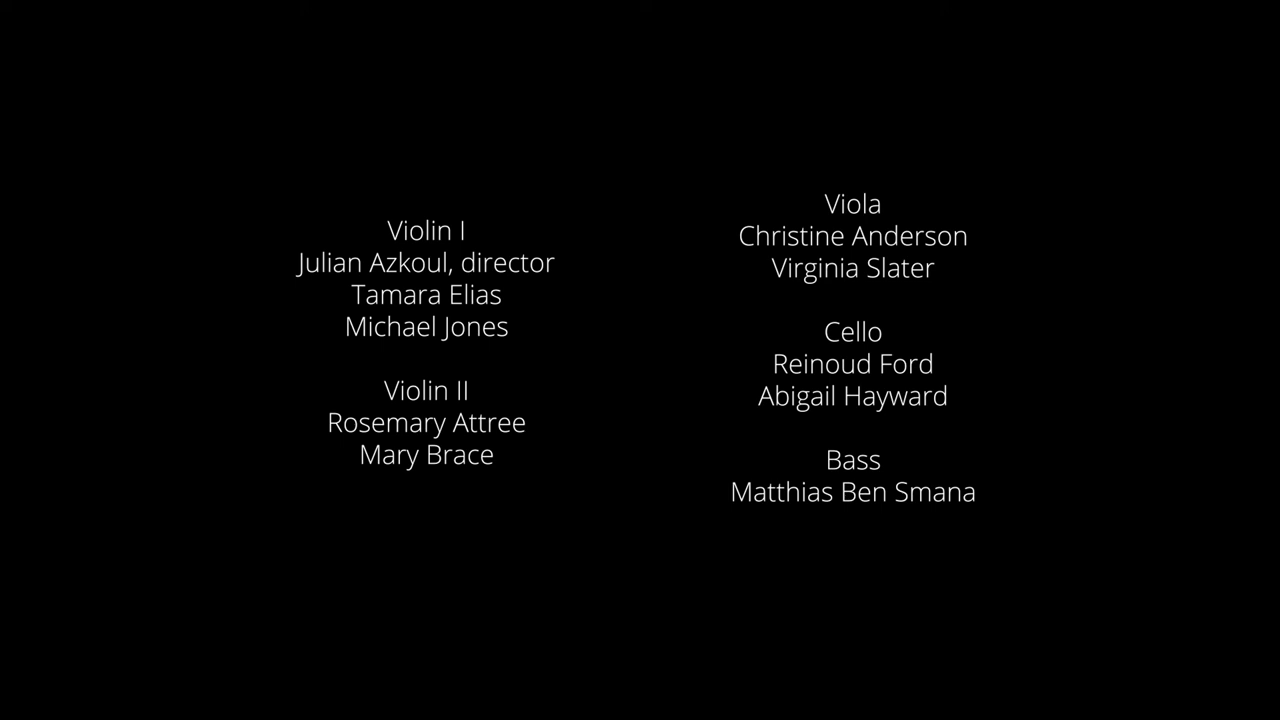 Violin I
Julian Azkoul, director
Tamara Elias
Michael Jones
Violin II
Rosemary Attree
Mary Brace
Viola
Christine Anderson
Virginia Slater
Cello
Reinoud Ford
Abigail Hayward
Bass
Matthias Ben Smana